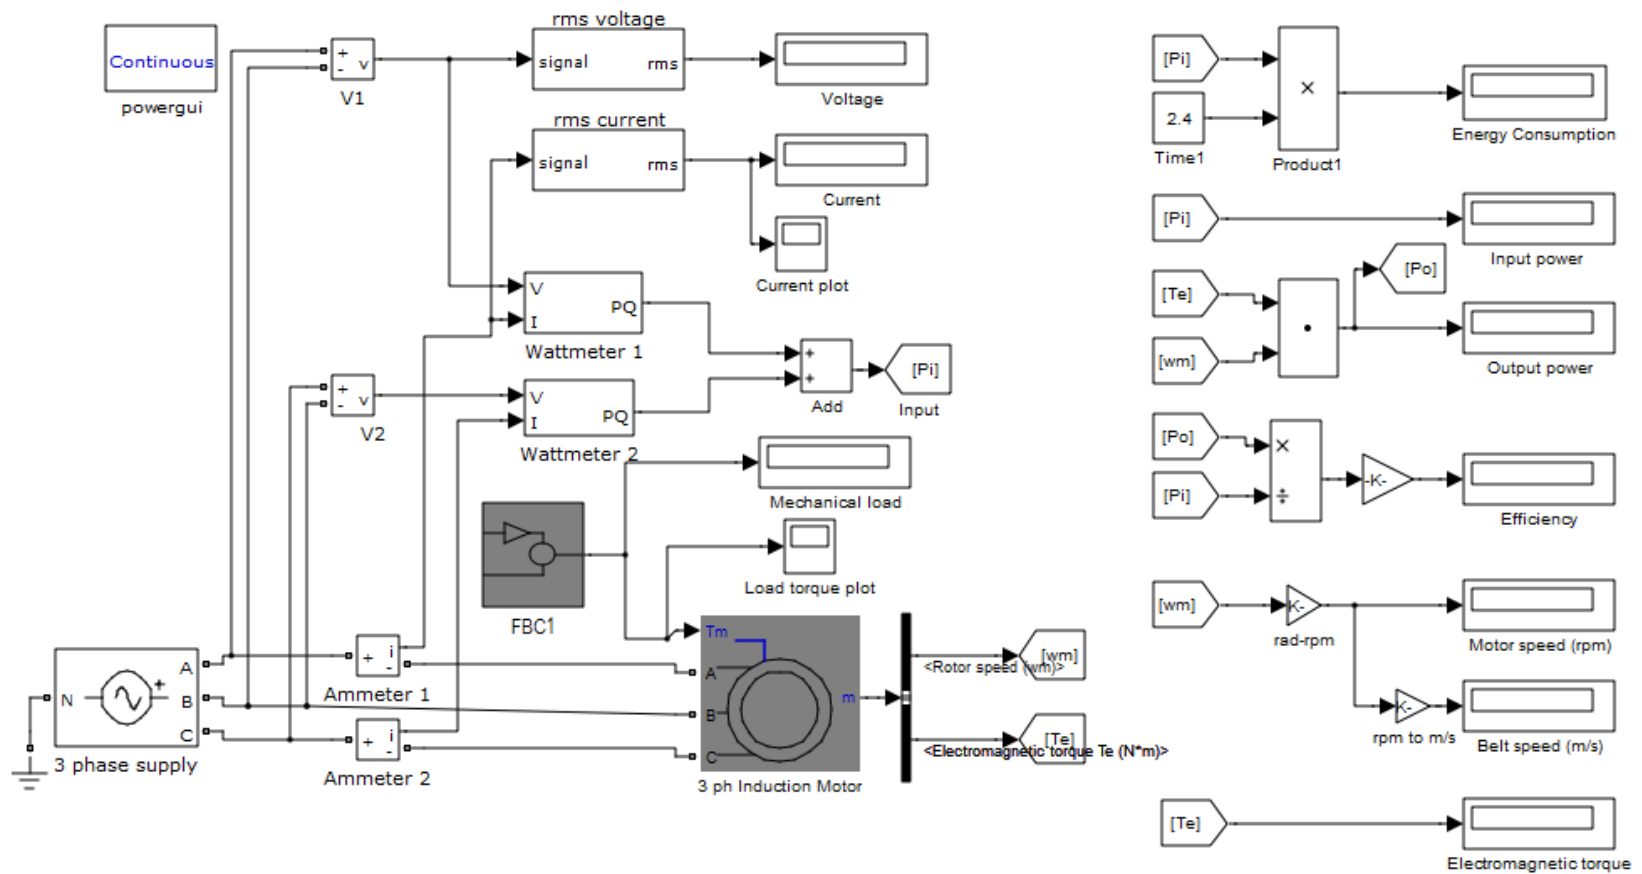 Continuous
powergui
+
-
v
V1
rms voltage
signal
rms
Voltage
rms current
signal
rms
Current
Current plot
V
I
PQ
Wattmeter 1
+
-
v
V2
V
I
PQ
Wattmeter 2
+
+
Add
[Pi]
Input
Mechanical load
Load torque plot
FBC1
N
+
A
B
C
3 phase supply
+
i
-
Ammeter 1
+
i
-
Ammeter 2
Tm
A
B
C
m
3 ph Induction Motor
[wm]
<Rotor speed (wm)>
[Te]
<Electromagnetic torque Te (N*m)>
[Pi]
2.4
Time1
×
Product1
Energy Consumption
[Pi]
Input power
[Te]
[wm]
[Po]
Output power
[Po]
[Pi]
×
÷
-K-
Efficiency
[wm]
K-
rad-rpm
Motor speed (rpm)
K-
rpm to m/s
Belt speed (m/s)
[Te]
Electromagnetic torque